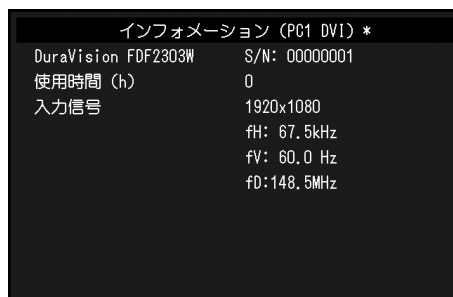 インフォメーション (PC1 DVI) *
DuraVision FDF2303W S/N: 00000001
使用時間 (h) 0
入力信号 1920x1080
fH: 67.5kHz
fV: 60.0 Hz
fD:148.5MHz